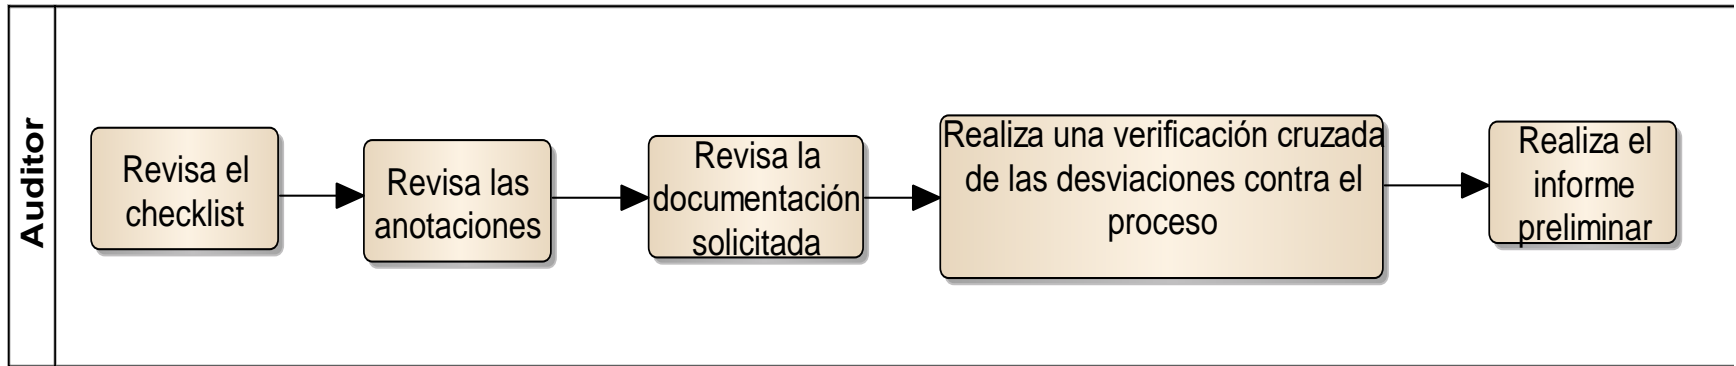 Auditor
Revisa el
checklist
Revisa las
anotaciones
Revisa la
documentación
solicitada
Realiza una verificación cruzada
de las desviaciones contra el
proceso
Realiza el
informe
preliminar